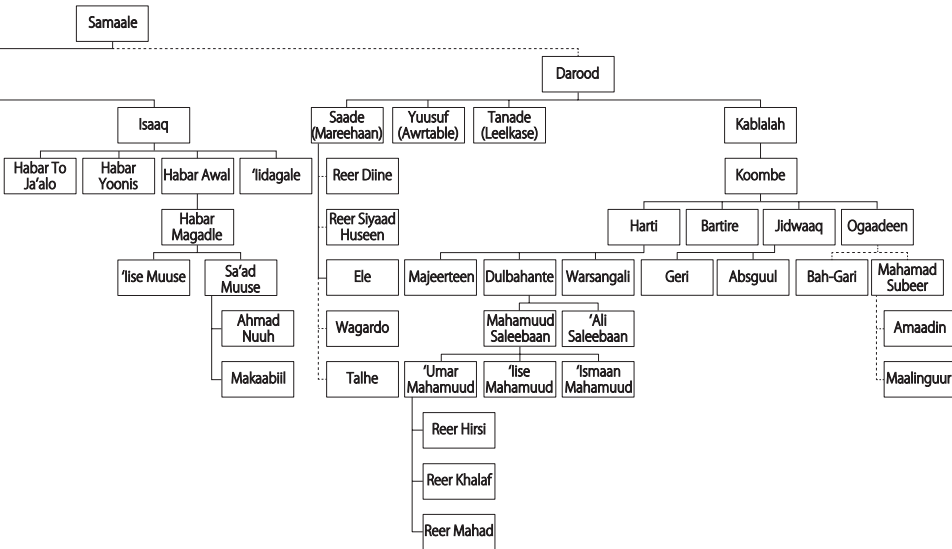 Samaale
Darood
Isaaq
Saade
(Mareehaan)
Yuusuf
(Awrtable)
Tanade
(Leelkase)
Kablalah
Habar To
Ja'alo
Habar
Yoonis
Habar Awal
'Iidagale
Reer Diine
Koombe
Habar
Magadle
Reer Siyaad
Huseen
Harti
Bartire
Jidwaaq
Ogaadeen
'Iise Muuse
Sa'ad
Muuse
Ele
Majeerteen
Dulbahante
Warsangali
Geri
Absguul
Bah-Gari
Mahamad
Subeer
Ahmad
Nuuh
Wagardo
Mahamuud
Saleebaan
'Ali
Saleebaan
Amaadin
Makaabiil
Talhe
'Umar
Mahamuud
'Iise
Mahamuud
'Ismaan
Mahamuud
Maalinguur
Reer Hirsi
Reer Khalaf
Reer Mahad